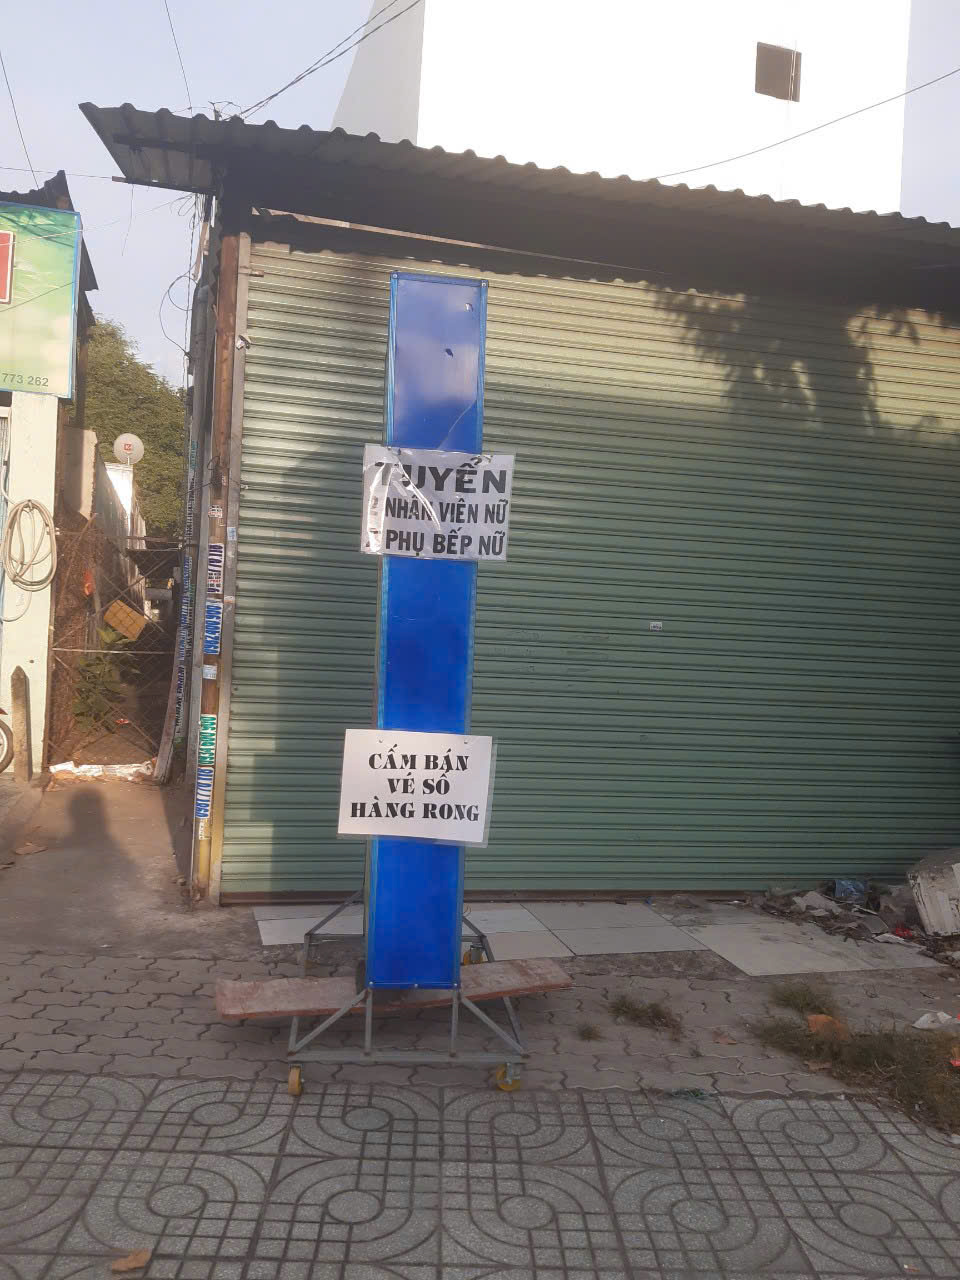 773 262
TUYỂN
NHÂN VIÊN NỮ
PHỤ BẾP NỮ
CẤM BÁN
VÉ SỐ
HÀNG RONG